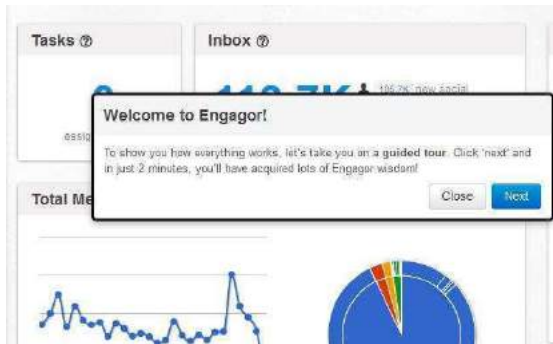 Tasks ?
Inbox ?
Welcome to Engagor!
To show you how everything works, let's take you on a guided tour. Click 'next' and
in just 2 minutes, you'll have acquired lots of Engagor wisdom!
Close
Next
Total Me